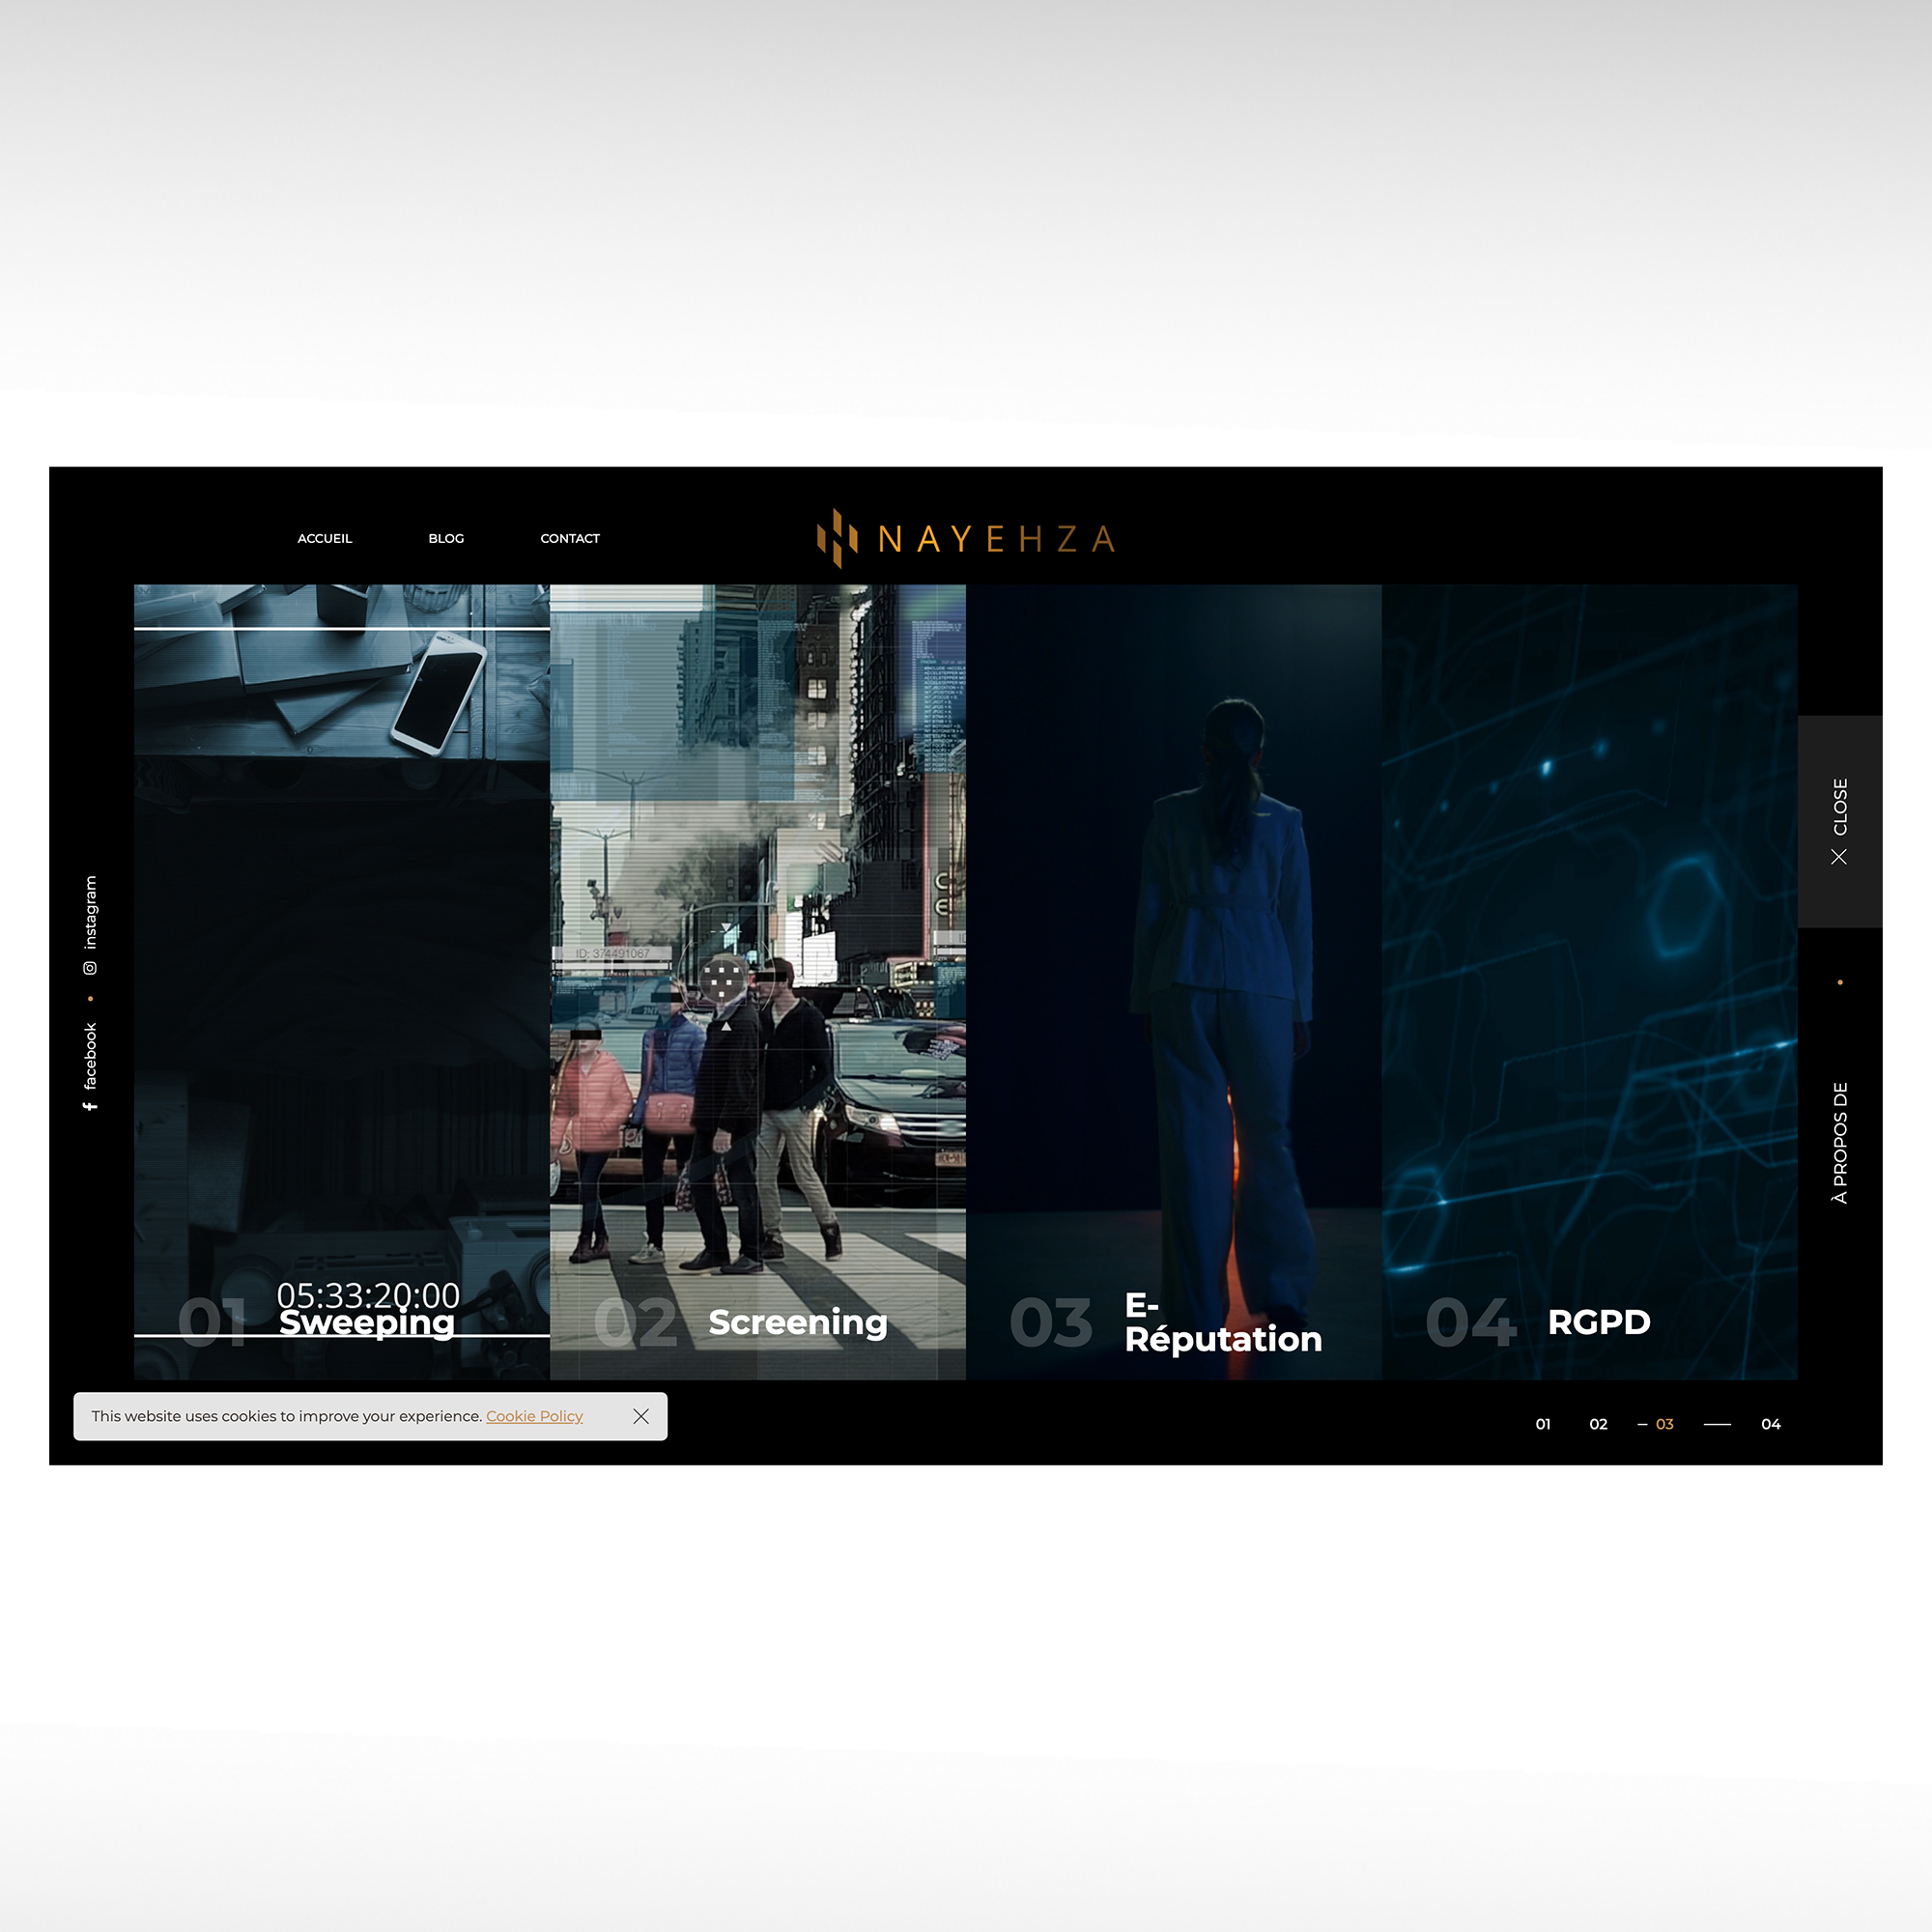 ACCUEIL BLOG CONTACT
NAYEHZA
CLOSE
À PROPOS DE
instagram
facebook
ID: 374491067
05:33:20:00
01 Sweeping
02 Screening
03 E-
Réputation
04 RGPD
This website uses cookies to improve your experience. Cookie Policy
01 02 03 04